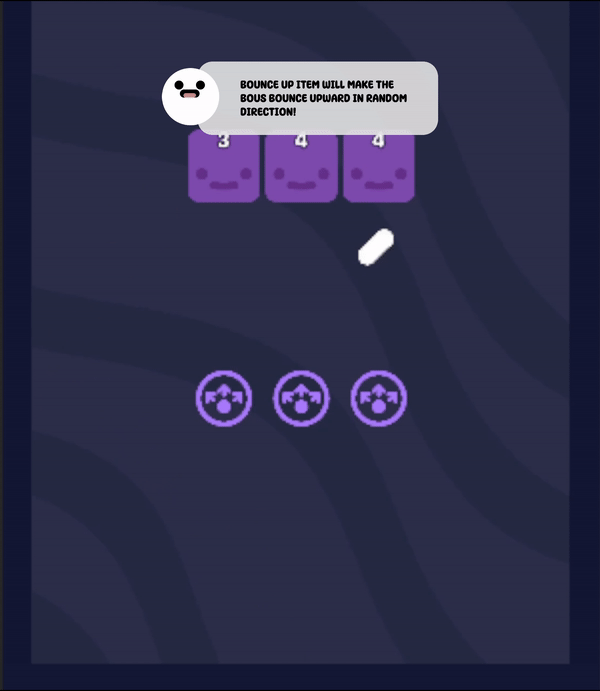 BOUNCE UP ITEM WILL MAKE THE
BOUS BOUNCE UPWARD IN RANDOM
DIRECTION!
3 4 4